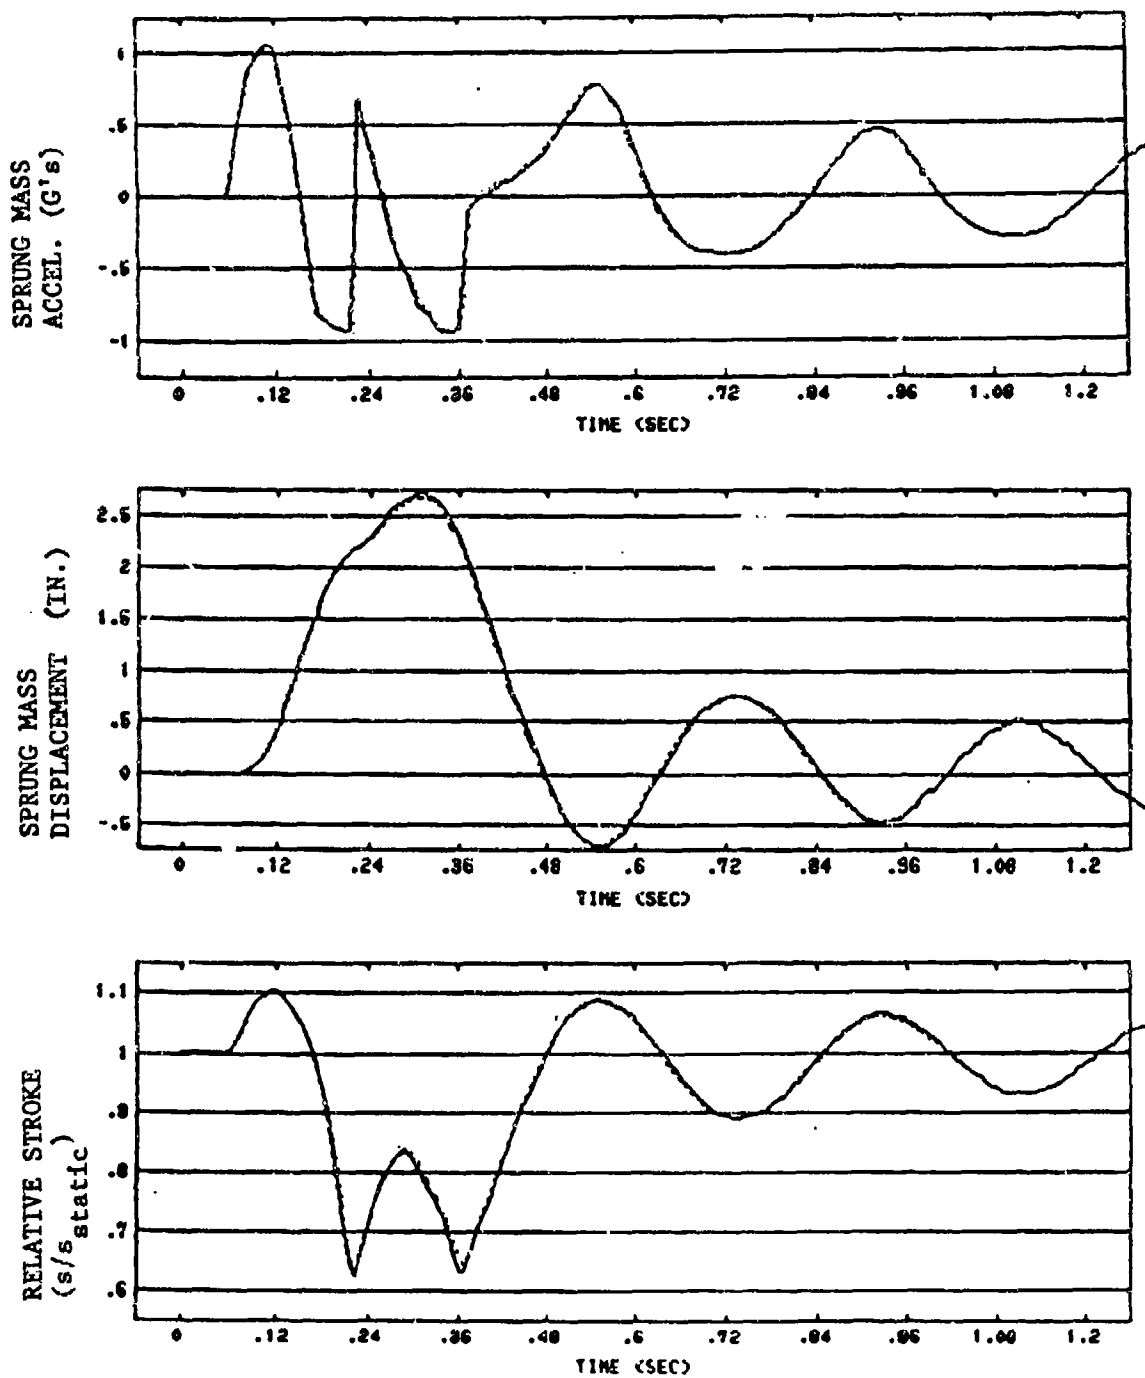 SPRUNG MASS
ACCEL. (G's)
1
.5
0
-.5
-1
0 .12 .24 .36 .48 .6 .72 .84 .96 1.08 1.2
TIME (SEC)
SPRUNG MASS
DISPLACEMENT (IN.)
2.5
2
1.5
1
.5
0
-.5
0 .12 .24 .36 .48 .6 .72 .84 .96 1.08 1.2
TIME (SEC)
RELATIVE STROKE
(s/s static)
1.1
1
.9
.8
.7
.6
0 .12 .24 .36 .48 .6 .72 .84 .96 1.08 1.2
TIME (SEC)